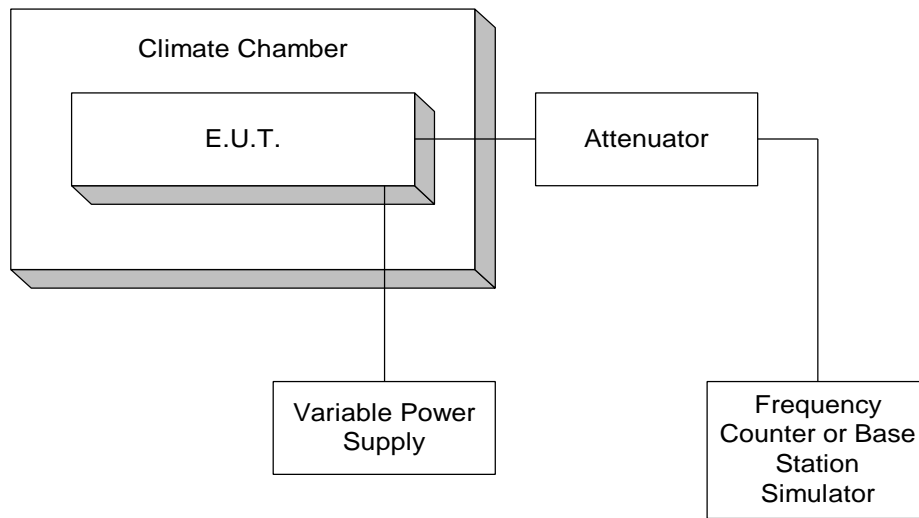 Climate Chamber
E.U.T.
Attenuator
Variable Power
Supply
Frequency
Counter or Base
Station
Simulator